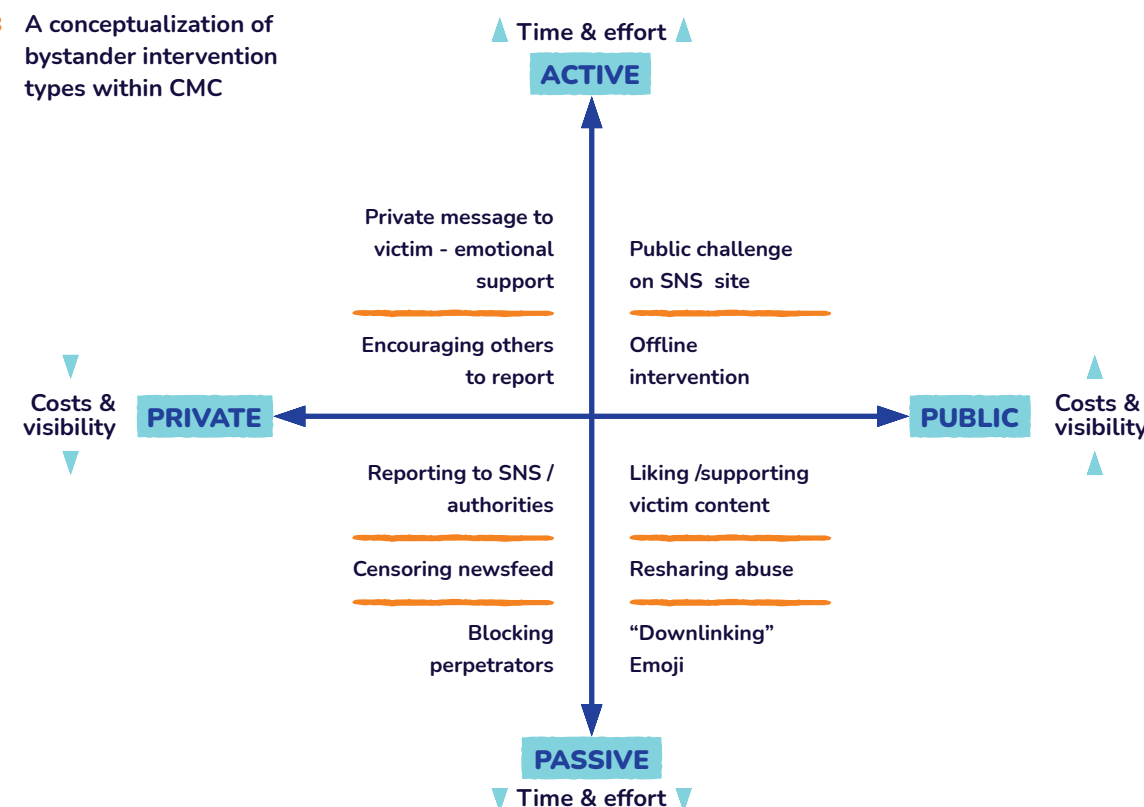 A conceptualization of
bystander intervention
types within CMC
Time & effort
ACTIVE
Private message to
victim - emotional
support
Public challenge
on SNS site
Encouraging others
to report
Offline
intervention
Costs &
visibility
PRIVATE
PUBLIC
Costs &
visibility
Reporting to SNS /
authorities
Liking /supporting
victim content
Censoring newsfeed
Resharing abuse
Blocking
perpetrators
“Downlinking”
Emoji
PASSIVE
Time & effort